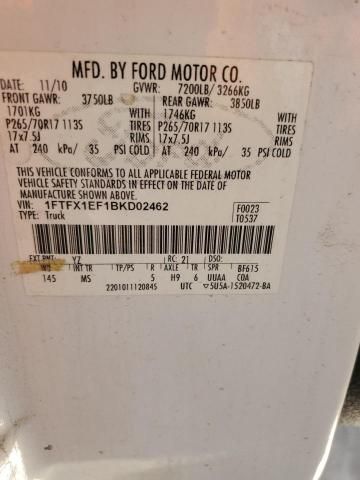 MFD. BY FORD MOTOR CO.
DATE: 11/10 GVWR: 7200LB/ 3266KG
FRONT GAWR: 3750LB REAR GAWR: 3850LB
1701KG WITH 1746KG WITH
P265/70R17 113S TIRES P265/70R17 113S TIRES
17x7.5J RIMS 17x7.5J RIMS
AT 240 kPa/ 35 PSI COLD AT 240 kPa/ 35 PSI COLD
THIS VEHICLE CONFORMS TO ALL APPLICABLE FEDERAL MOTOR
VEHICLE SAFETY AND THEFT PREVENTION STANDARDS IN EFFECT ON THE DATE OF
MANUFACTURE SHOWN ABOVE.
VIN: 1FTFX1EF1BKD02462 F0023
TYPE: Truck T0537
EXT PNT: YZ RC: 21
WB INT TR TP/PS R AXLE TR SPR BF615
145 MS 5 H9 6 UUAA CDA
2201011120845 UTC ▽5U5A-1520472-BA